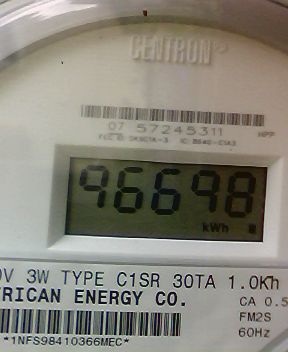 CENTRON®
07 57245311
96698
kWh
0V 3W TYPE C1SR 30TA 1.0Kh
RICAN ENERGY CO.
CA 0.5
FM2S
60Hz
*1NFS98410366MEC*